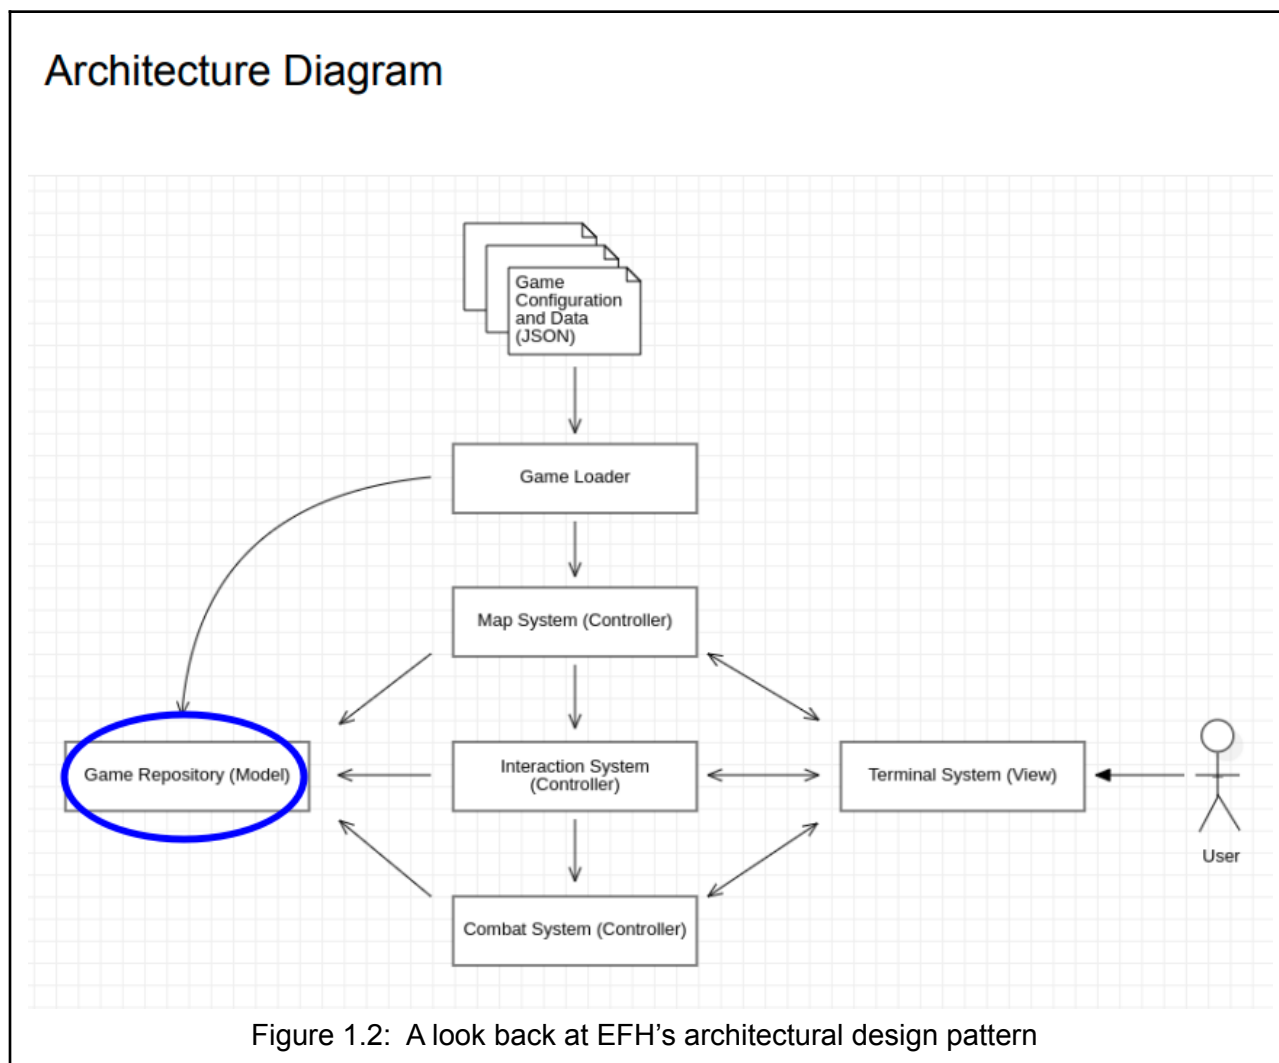 Architecture Diagram
Game
Configuration
and Data
(JSON)
Game Loader
Map System (Controller)
Game Repository (Model)
Interaction System
(Controller)
Terminal System (View)
User
Combat System (Controller)
Figure 1.2:  A look back at EFH’s architectural design pattern